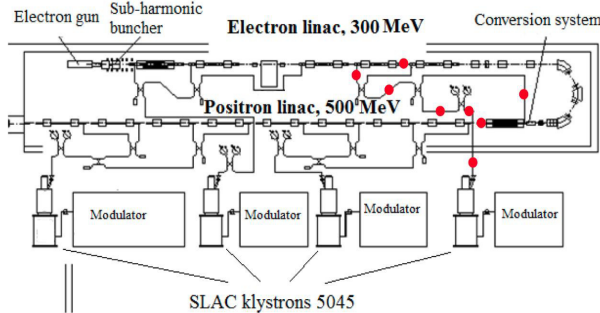 Electron gun
Sub-harmonic
buncher
Electron linac, 300 MeV
Conversion system
Positron linac, 500 MeV
Modulator
Modulator
Modulator
Modulator
SLAC klystrons 5045